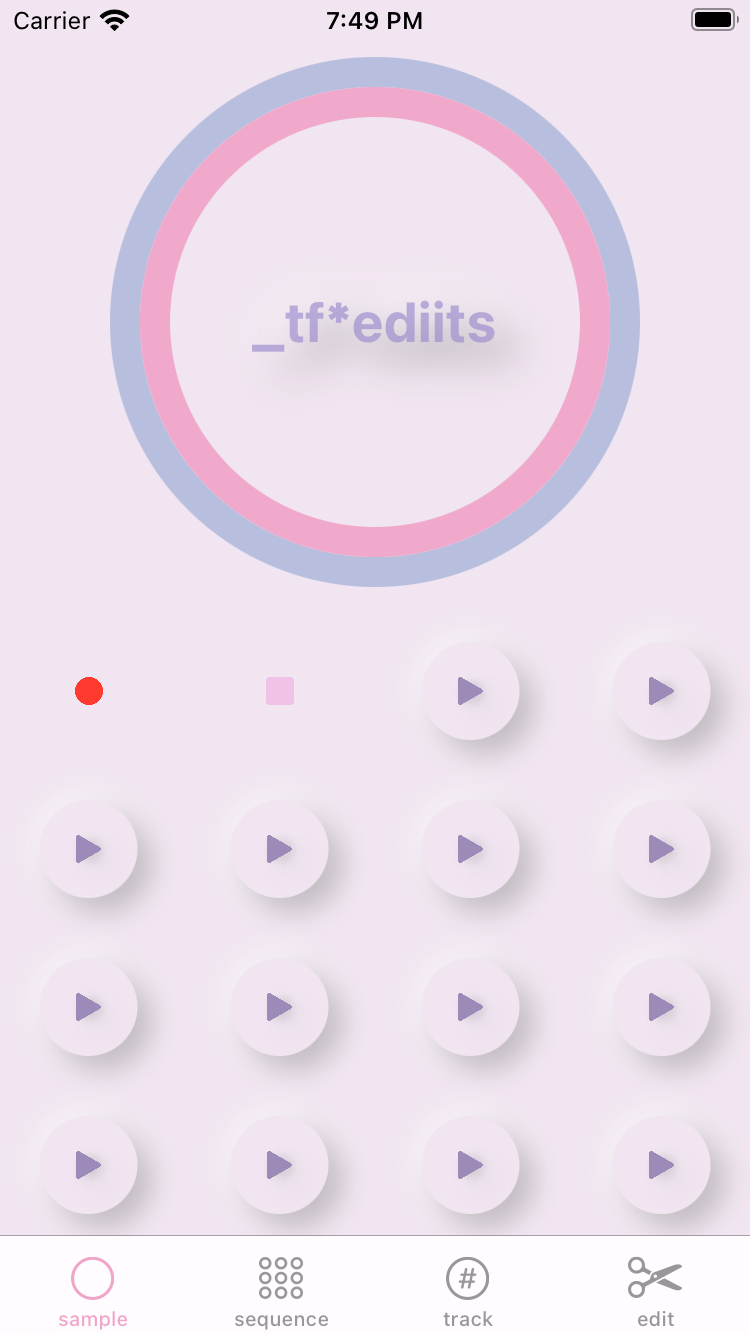 Carrier 7:49 PM
_tf*ediits
sample sequence # track edit